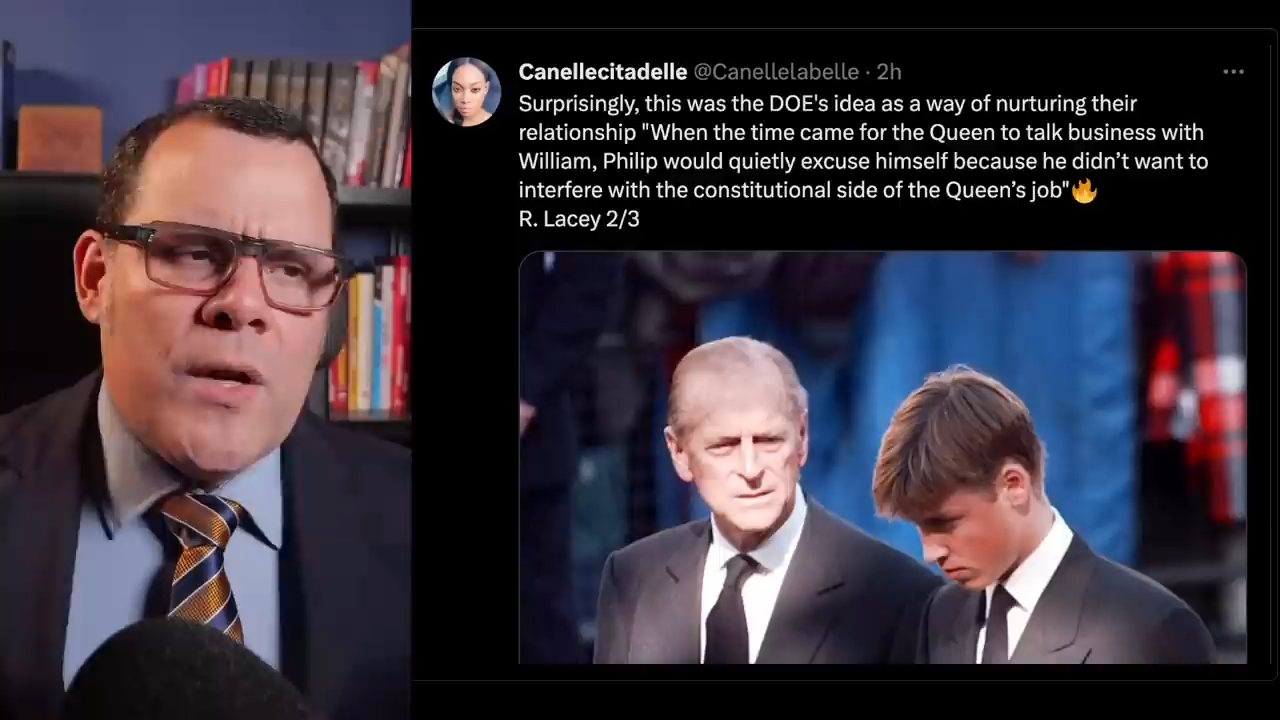 Canellecitadelle @Canellelabelle · 2h
Surprisingly, this was the DOE's idea as a way of nurturing their
relationship "When the time came for the Queen to talk business with
William, Philip would quietly excuse himself because he didn’t want to
interfere with the constitutional side of the Queen’s job"🔥
R. Lacey 2/3